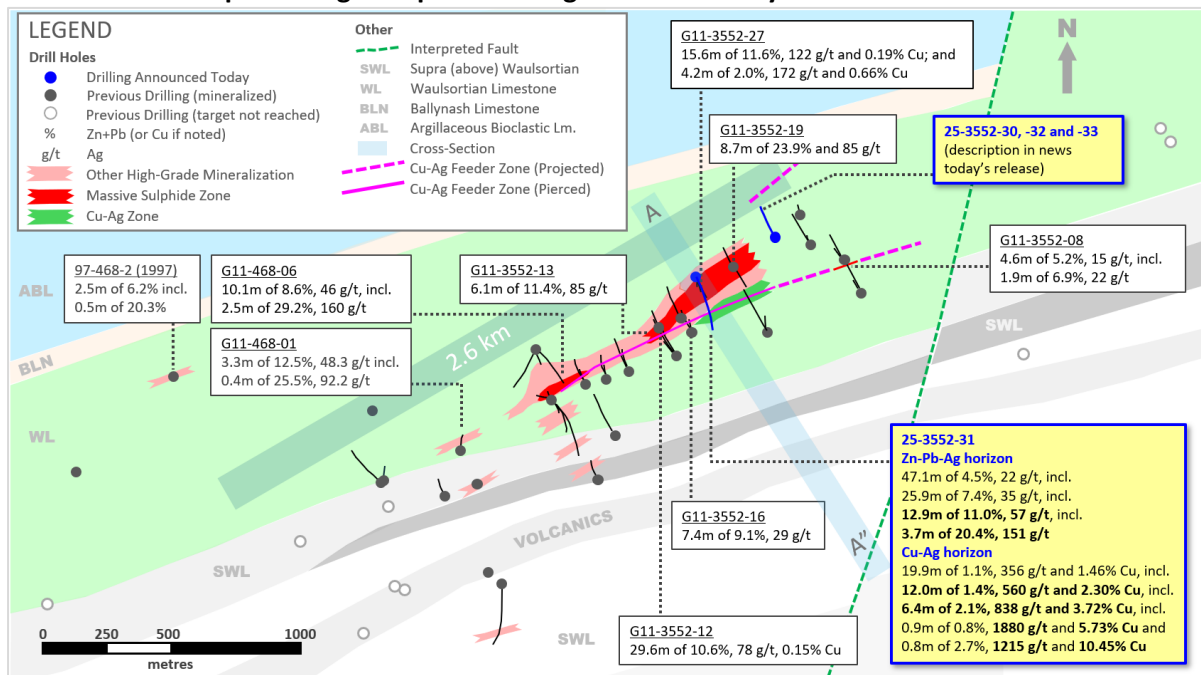 LEGEND
Drill Holes
Drilling Announced Today
Previous Drilling (mineralized)
Previous Drilling (target not reached)
% Zn+Pb (or Cu if noted)
g/t Ag
Other High-Grade Mineralization
Massive Sulphide Zone
Cu-Ag Zone
Other
Interpreted Fault
SWL Supra (above) Waulsortian
WL Waulsortian Limestone
BLN Ballynash Limestone
ABL Argillaceous Bioclastic Lm.
Cross-Section
Cu-Ag Feeder Zone (Projected)
Cu-Ag Feeder Zone (Pierced)
G11-3552-27
15.6m of 11.6%, 122 g/t and 0.19% Cu; and
4.2m of 2.0%, 172 g/t and 0.66% Cu
N
G11-3552-19
8.7m of 23.9% and 85 g/t
25-3552-30, -32 and -33
(description in news
today's release)
A
G11-3552-08
4.6m of 5.2%, 15 g/t, incl.
1.9m of 6.9%, 22 g/t
97-468-2 (1997)
2.5m of 6.2% incl.
0.5m of 20.3%
G11-468-06
10.1m of 8.6%, 46 g/t, incl.
2.5m of 29.2%, 160 g/t
G11-3552-13
6.1m of 11.4%, 85 g/t
ABL
G11-468-01
3.3m of 12.5%, 48.3 g/t incl.
0.4m of 25.5%, 92.2 g/t
2.6 km
SWL
BLN
WL
25-3552-31
Zn-Pb-Ag horizon
47.1m of 4.5%, 22 g/t, incl.
25.9m of 7.4%, 35 g/t, incl.
12.9m of 11.0%, 57 g/t, incl.
3.7m of 20.4%, 151 g/t
Cu-Ag horizon
19.9m of 1.1%, 356 g/t and 1.46% Cu, incl.
12.0m of 1.4%, 560 g/t and 2.30% Cu, incl.
6.4m of 2.1%, 838 g/t and 3.72% Cu, incl.
0.9m of 0.8%, 1880 g/t and 5.73% Cu and
0.8m of 2.7%, 1215 g/t and 10.45% Cu
G11-3552-16
7.4m of 9.1%, 29 g/t
VOLCANICS
A"
SWL
G11-3552-12
29.6m of 10.6%, 78 g/t, 0.15% Cu
SWL
0 250 500 1000
metres